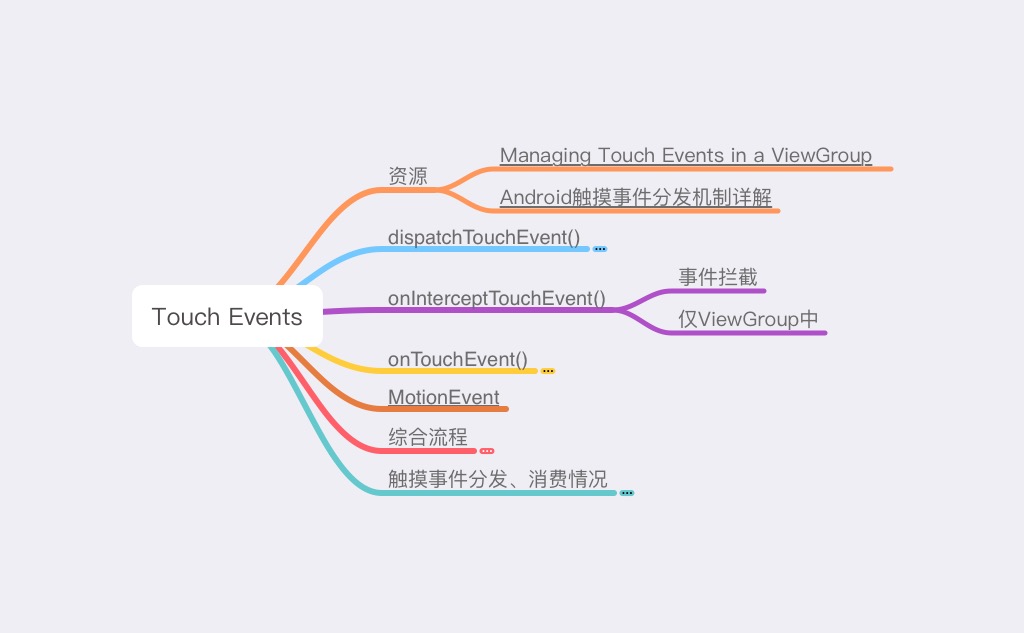 Touch Events
资源
Managing Touch Events in a ViewGroup
Android触摸事件分发机制详解
dispatchTouchEvent()
onInterceptTouchEvent()
事件拦截
仅ViewGroup中
onTouchEvent()
MotionEvent
综合流程
触摸事件分发、消费情况